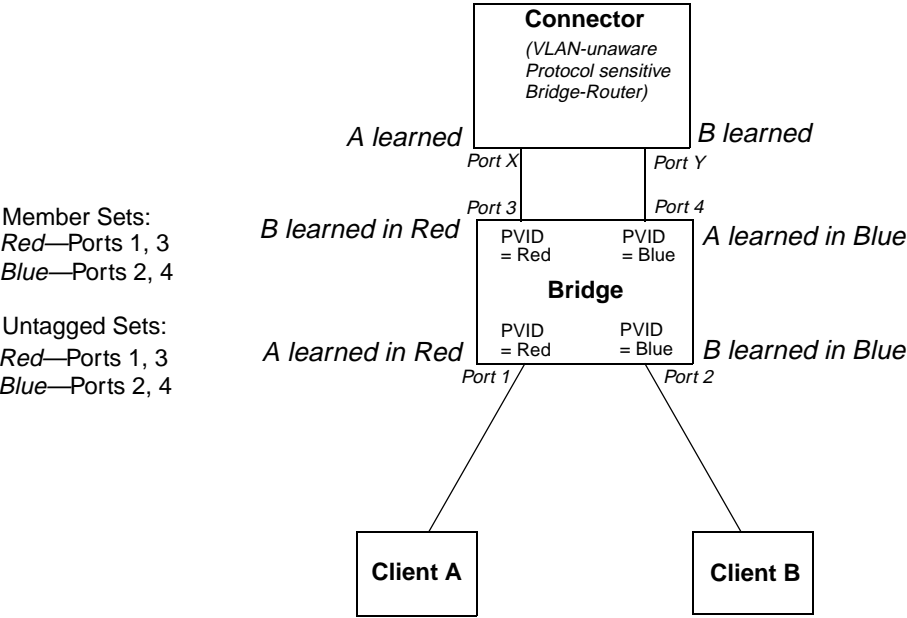 Connector
(VLAN-unaware
Protocol sensitive
Bridge-Router)
A learned
B learned
Port X
Port Y
Port 3
Port 4
Member Sets:
Red—Ports 1, 3
Blue—Ports 2, 4
B learned in Red
PVID
= Red
PVID
= Blue
A learned in Blue
Bridge
Untagged Sets:
Red—Ports 1, 3
Blue—Ports 2, 4
A learned in Red
PVID
= Red
PVID
= Blue
B learned in Blue
Port 1
Port 2
Client A
Client B